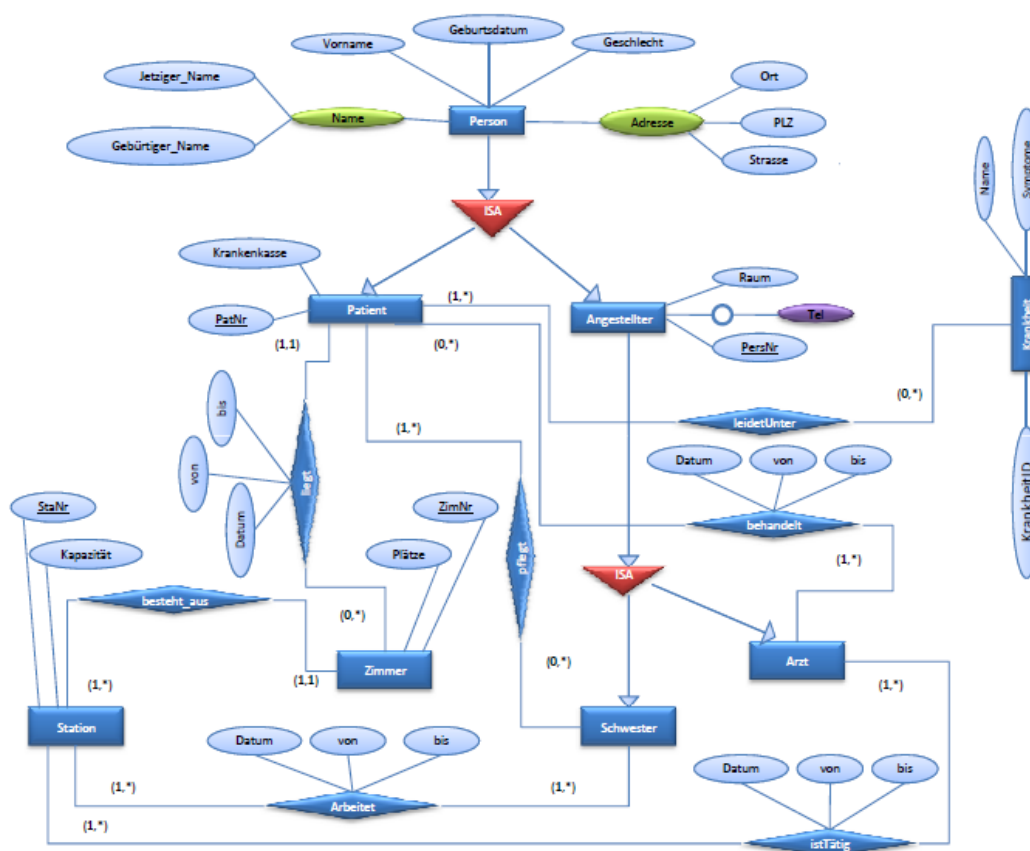 Geburtsdatum
Vorname
Geschlecht
Jetziger_Name
Ort
Name
Person
Adresse
PLZ
Gebürtiger_Name
Strasse
Name
Symptome
ISA
Krankenkasse
Raum
Patient
(1,*)
Angestellter
Tel
Krankheit
PatNr
PersNr
(1,1)
(0,*)
(0,*)
bis
leidetUnter
(1,*)
von
liegt
Datum
von
bis
StaNr
Datum
ZimNr
behandelt
KrankheitID
Kapazität
Plätze
pflegt
(1,*)
ISA
besteht_aus
(0,*)
Arzt
Zimmer
(0,*)
(1,1)
(1,*)
(1,*)
Station
Schwester
Datum
von
bis
Datum
von
bis
(1,*)
(1,*)
Arbeitet
(1,*)
istTätig